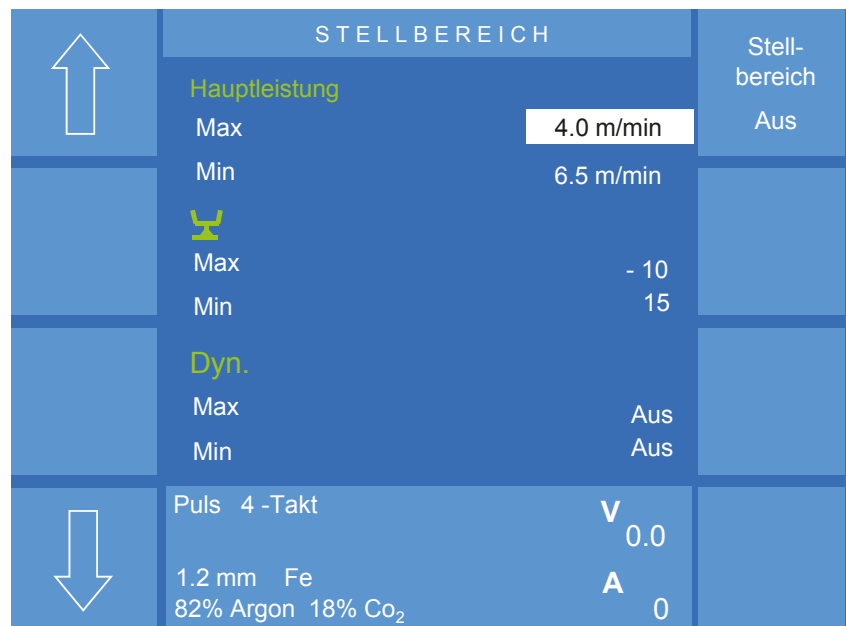 STELLBEREICH
Stell-
bereich
Aus
Hauptleistung
Max 4.0 m/min
Min 6.5 m/min
Max - 10
Min 15
Dyn.
Max Aus
Min Aus
Puls 4 -Takt V 0.0
1.2 mm Fe A
82% Argon 18% Co₂ 0